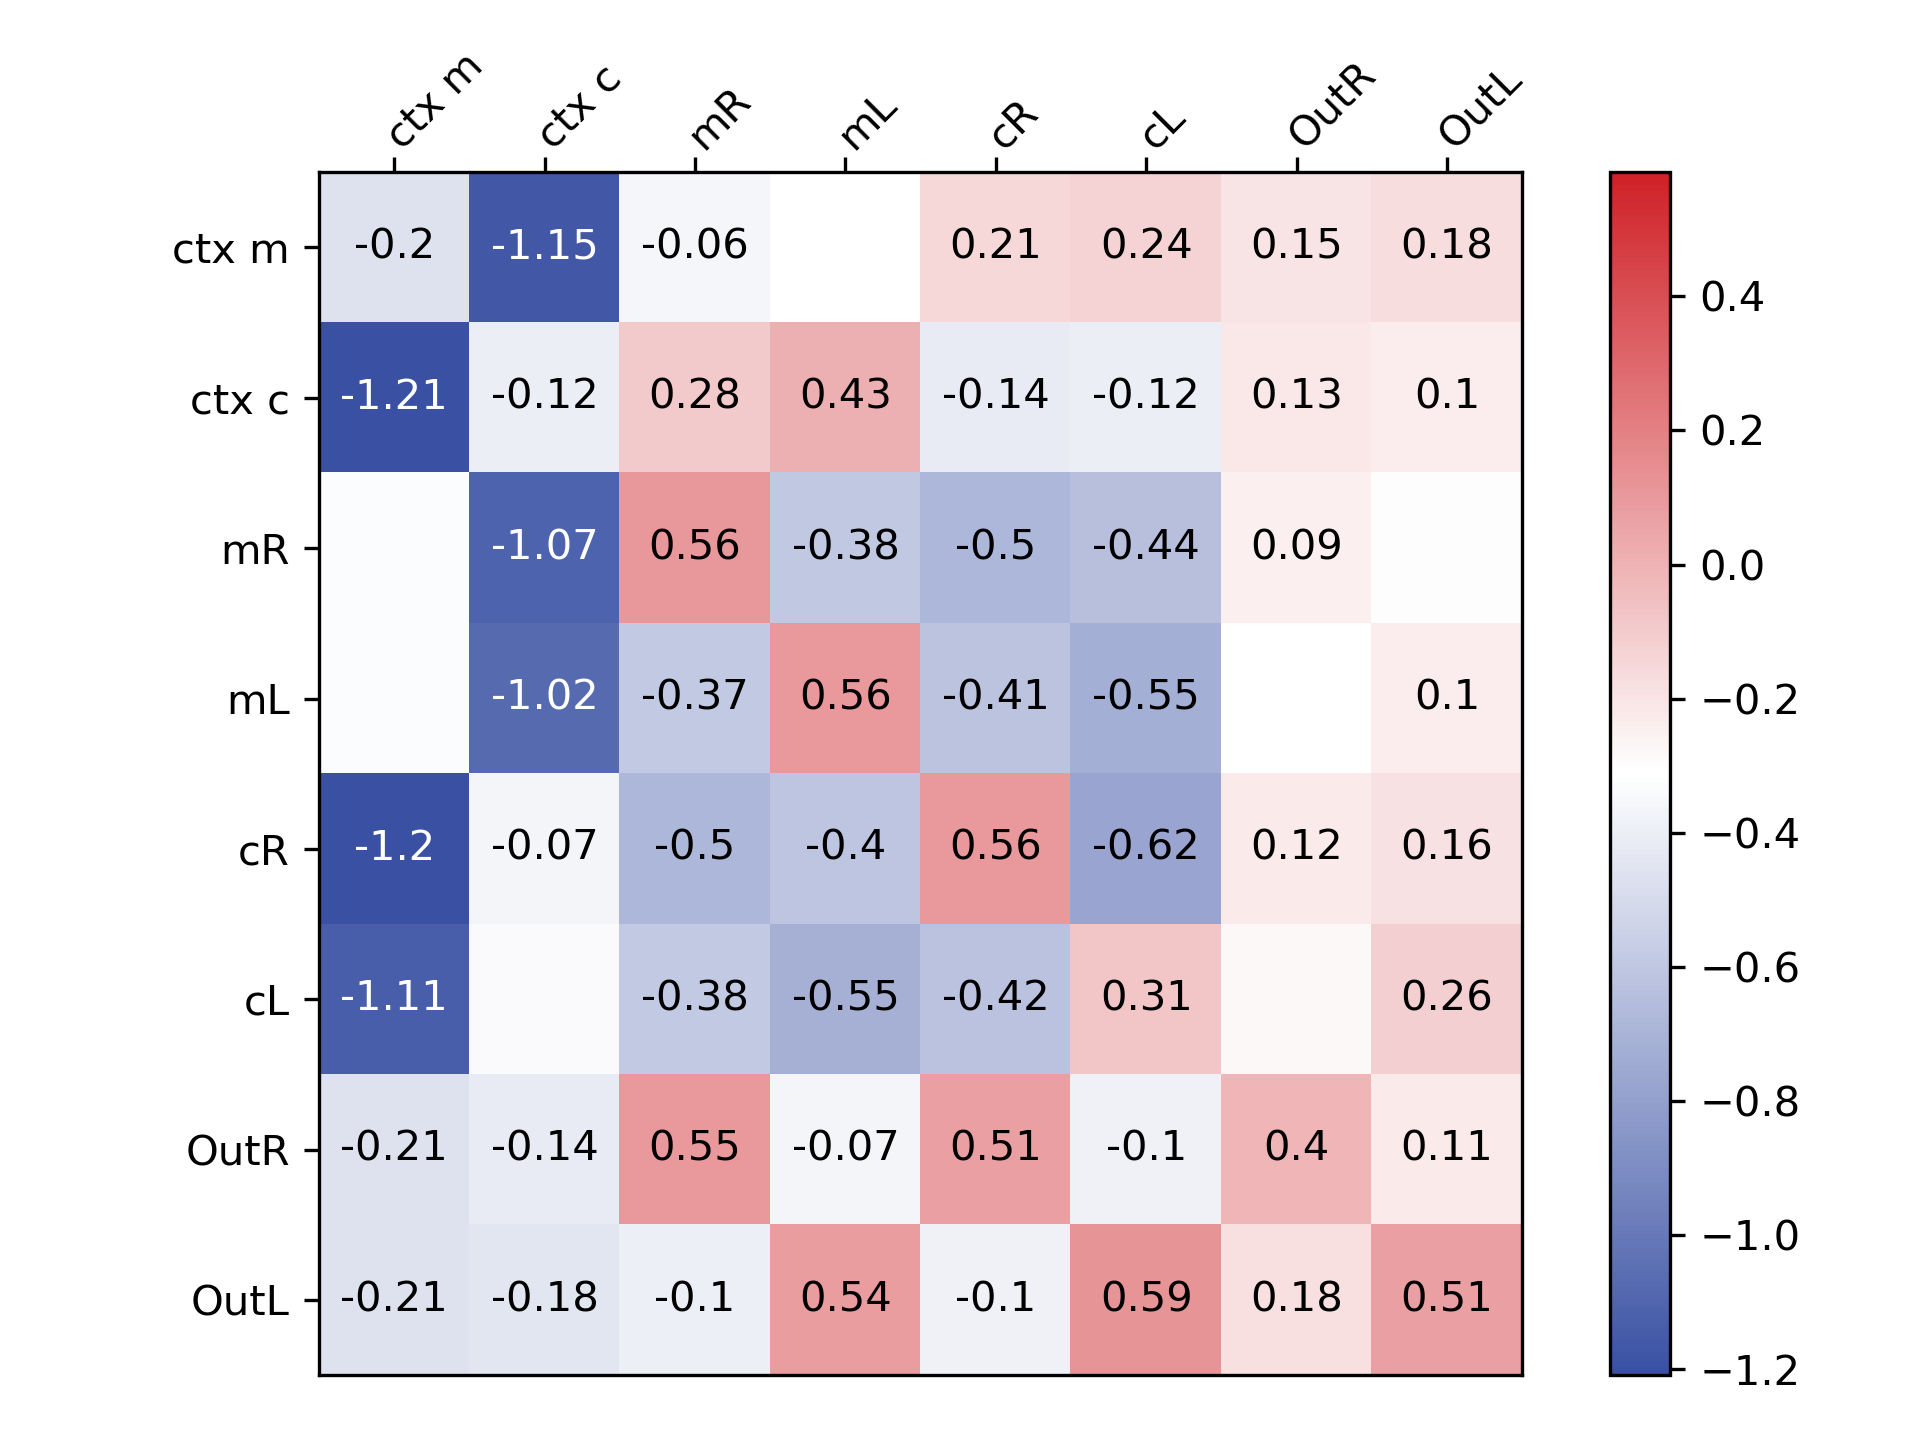 ctx m ctx c mR mL cR cL OutR OutL
ctx m -0.2 -1.15 -0.06 0.21 0.24 0.15 0.18
ctx c -1.21 -0.12 0.28 0.43 -0.14 -0.12 0.13 0.1
mR -1.07 0.56 -0.38 -0.5 -0.44 0.09
mL -1.02 -0.37 0.56 -0.41 -0.55 0.1
cR -1.2 -0.07 -0.5 -0.4 0.56 -0.62 0.12 0.16
cL -1.11 -0.38 -0.55 -0.42 0.31 0.26
OutR -0.21 -0.14 0.55 -0.07 0.51 -0.1 0.4 0.11
OutL -0.21 -0.18 -0.1 0.54 -0.1 0.59 0.18 0.51
0.4
0.2
0.0
−0.2
−0.4
−0.6
−0.8
−1.0
−1.2